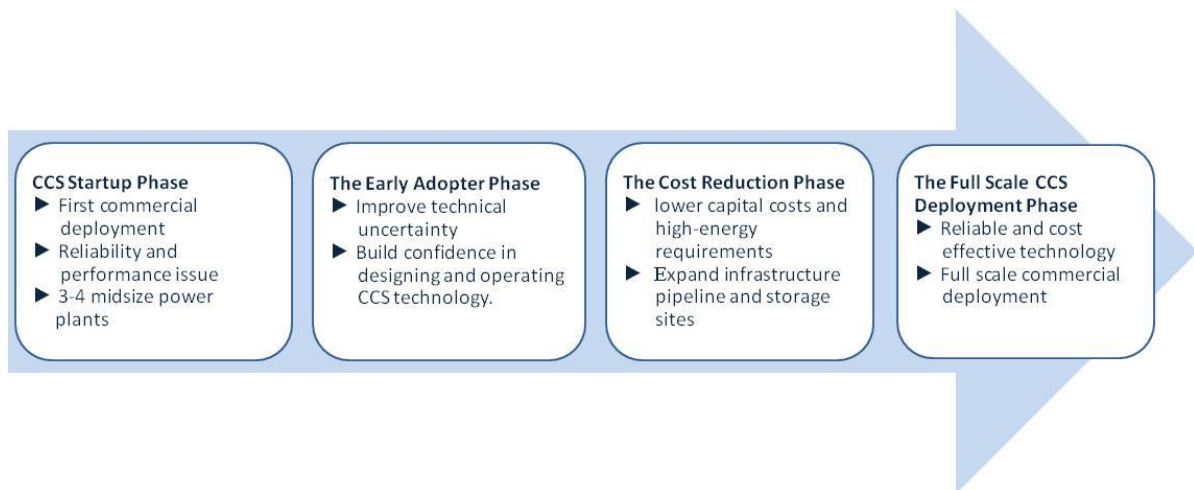 CCS Startup Phase
► First commercial
deployment
► Reliability and
performance issue
► 3-4 midsize power
plants
The Early Adopter Phase
► Improve technical
uncertainty
► Build confidence in
designing and operating
CCS technology.
The Cost Reduction Phase
► lower capital costs and
high-energy
requirements
► Expand infrastructure
pipeline and storage
sites
The Full Scale CCS
Deployment Phase
► Reliable and cost
effective technology
► Full scale commercial
deployment